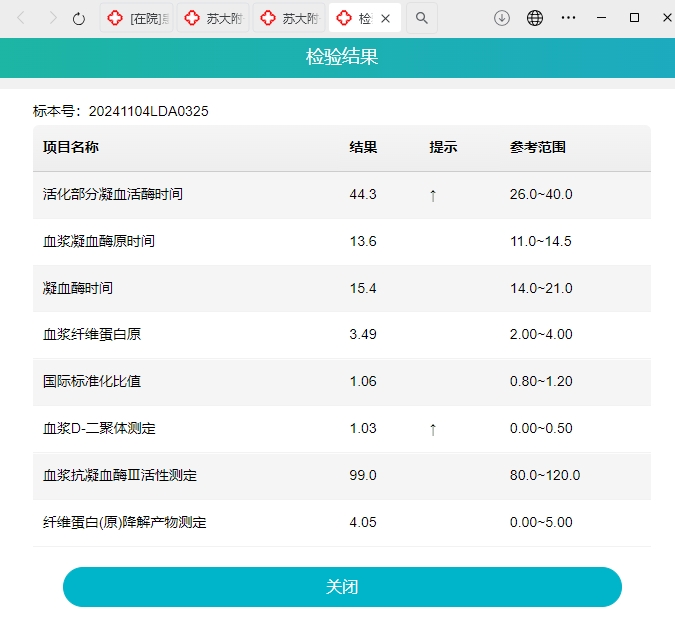 [在院]
苏大附
苏大附
检
检验结果
标本号：20241104LDA0325
项目名称 结果 提示 参考范围
活化部分凝血活酶时间 44.3 ↑ 26.0~40.0
血浆凝血酶原时间 13.6 11.0~14.5
凝血酶时间 15.4 14.0~21.0
血浆纤维蛋白原 3.49 2.00~4.00
国际标准化比值 1.06 0.80~1.20
血浆D-二聚体测定 1.03 ↑ 0.00~0.50
血浆抗凝血酶Ⅲ活性测定 99.0 80.0~120.0
纤维蛋白(原)降解产物测定 4.05 0.00~5.00
关闭